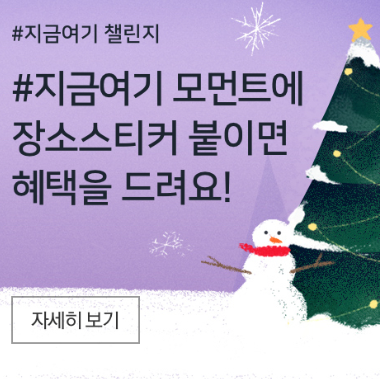 #지금여기 챌린지
#지금여기 모먼트에
장소스티커 붙이면
혜택을 드려요!
자세히 보기